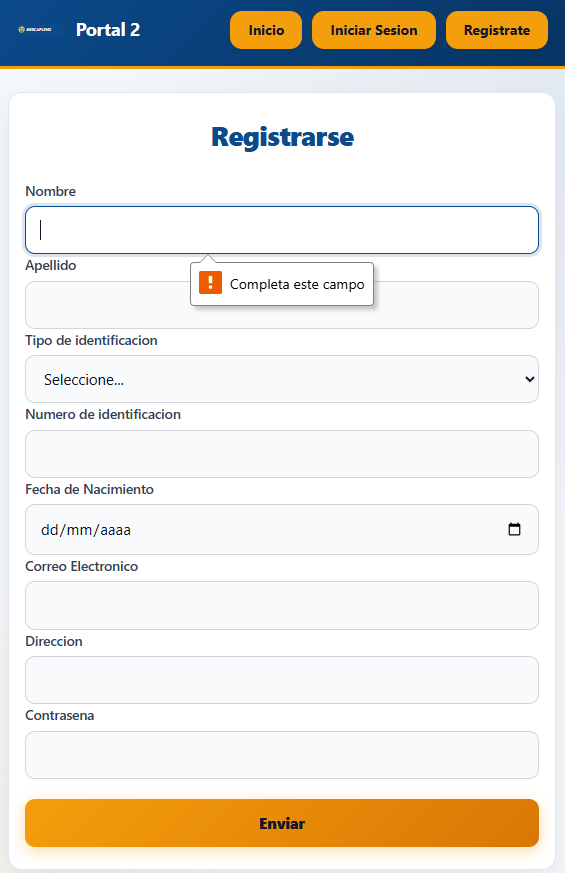 MERCAPLENO Portal 2 Inicio Iniciar Sesion Registrate
Registrarse
Nombre
Completa este campo
Apellido
Tipo de identificacion
Seleccione...
Numero de identificacion
Fecha de Nacimiento
dd/mm/aaaa
Correo Electronico
Direccion
Contrasena
Enviar